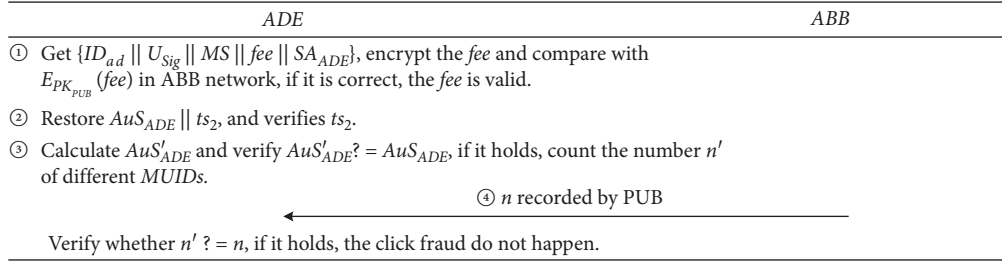 ADE ABB
① Get {ID_ad || U_Sig || MS || fee || SA_ADE}, encrypt the fee and compare with
E_PK_PUB (fee) in ABB network, if it is correct, the fee is valid.
② Restore AuS_ADE || ts_2, and verifies ts_2.
③ Calculate AuS'_ADE and verify AuS'_ADE? = AuS_ADE, if it holds, count the number n'
of different MUIDs.
④ n recorded by PUB
Verify whether n' ? = n, if it holds, the click fraud do not happen.